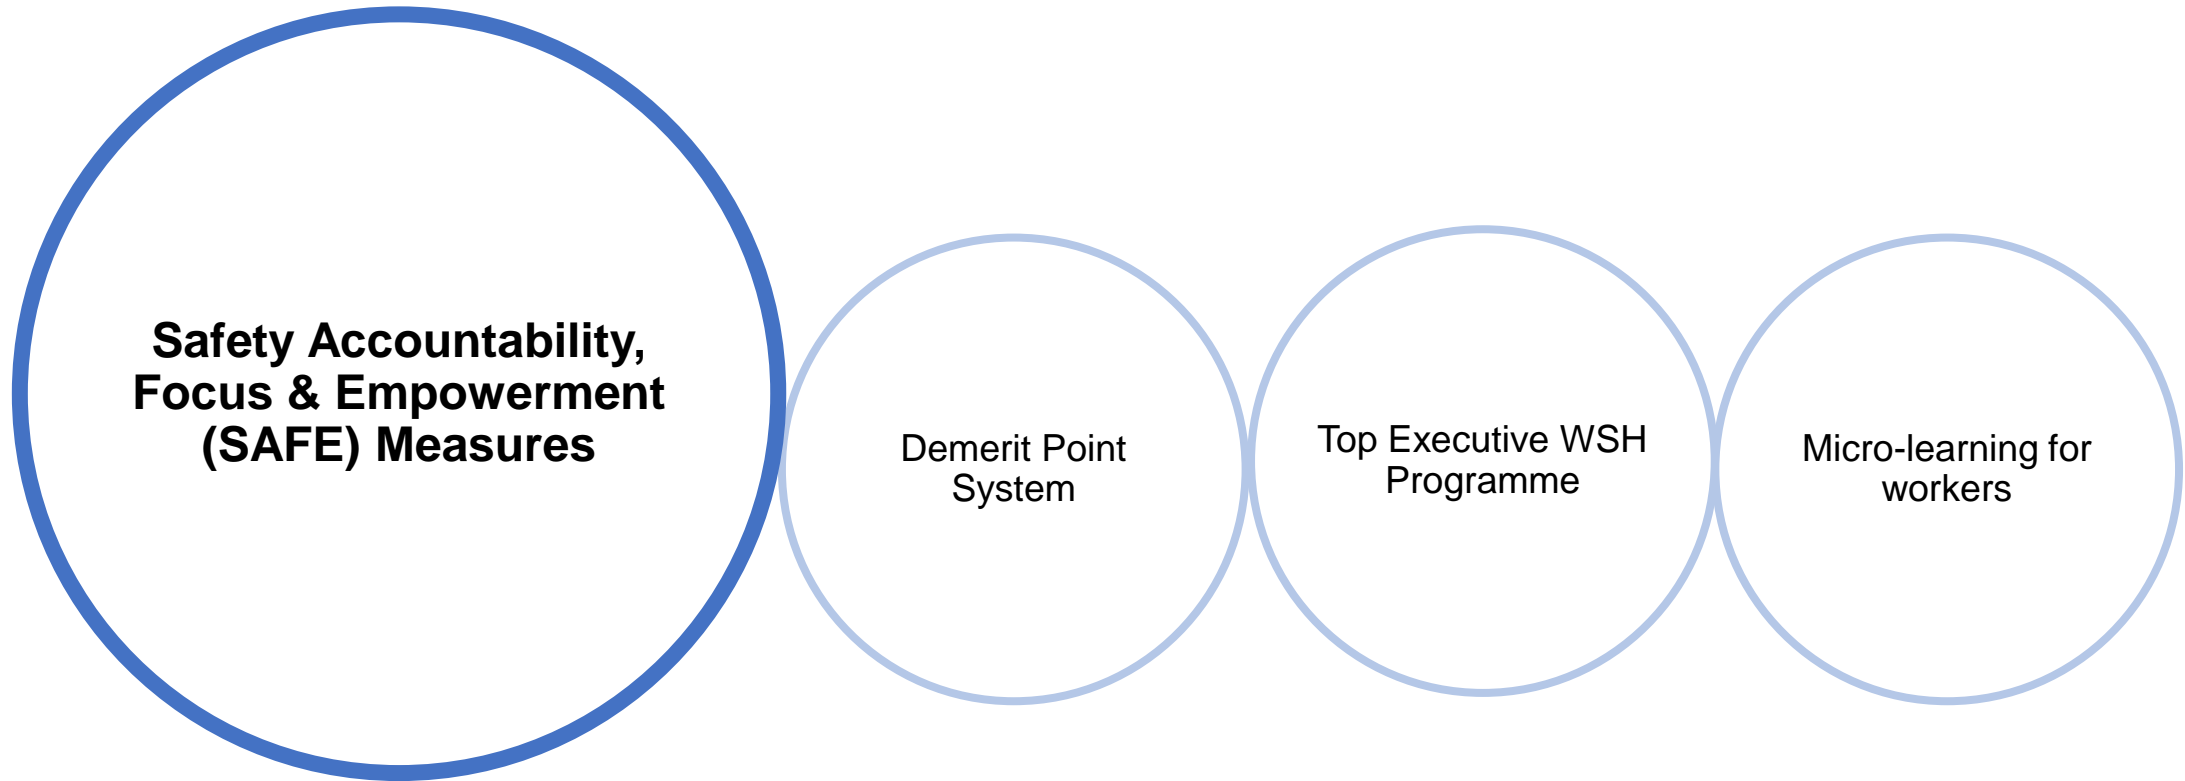 Safety Accountability,
Focus & Empowerment
(SAFE) Measures
Demerit Point
System
Top Executive WSH
Programme
Micro-learning for
workers